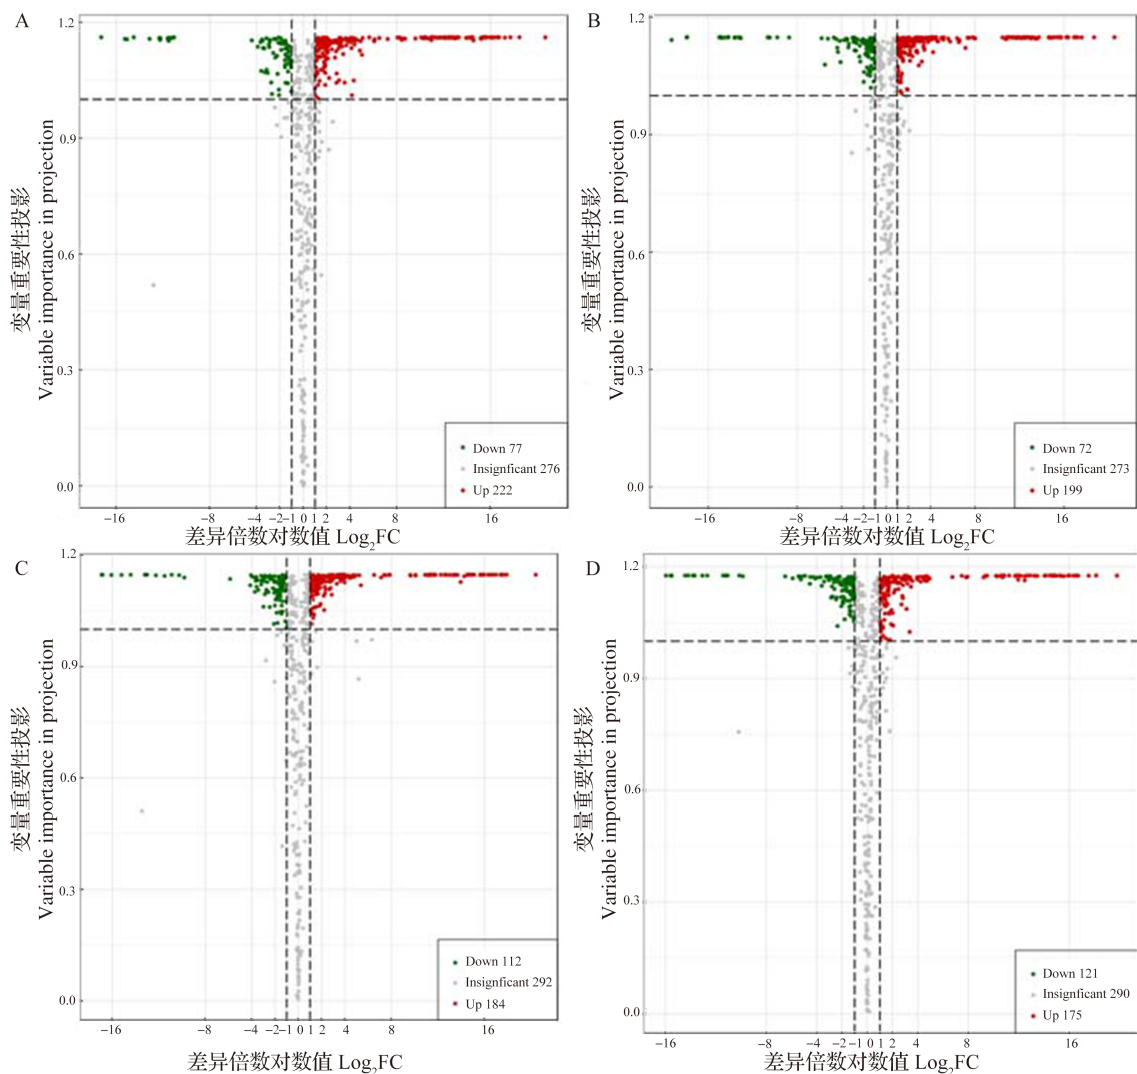 A
1.2
0.9
0.6
0.3
0.0
变量重要性投影
Variable importance in projection
Down 77
Insignficant 276
Up 222
−16 −8 −4 −2 −1 0 1 2 4 8 16
差异倍数对数值 Log2FC
B
1.2
0.9
0.6
0.3
0.0
变量重要性投影
Variable importance in projection
Down 72
Insignficant 273
Up 199
−16 −8 −4 −2 −1 0 1 2 4 8 16
差异倍数对数值 Log2FC
C
1.2
0.9
0.6
0.3
0.0
变量重要性投影
Variable importance in projection
Down 112
Insignficant 292
Up 184
−16 −8 −4 −2 −1 0 1 2 4 8 16
差异倍数对数值 Log2FC
D
1.2
0.9
0.6
0.3
0.0
变量重要性投影
Variable importance in projection
Down 121
Insignficant 290
Up 175
−16 −8 −4 −2 −1 0 1 2 4 8 16
差异倍数对数值 Log2FC